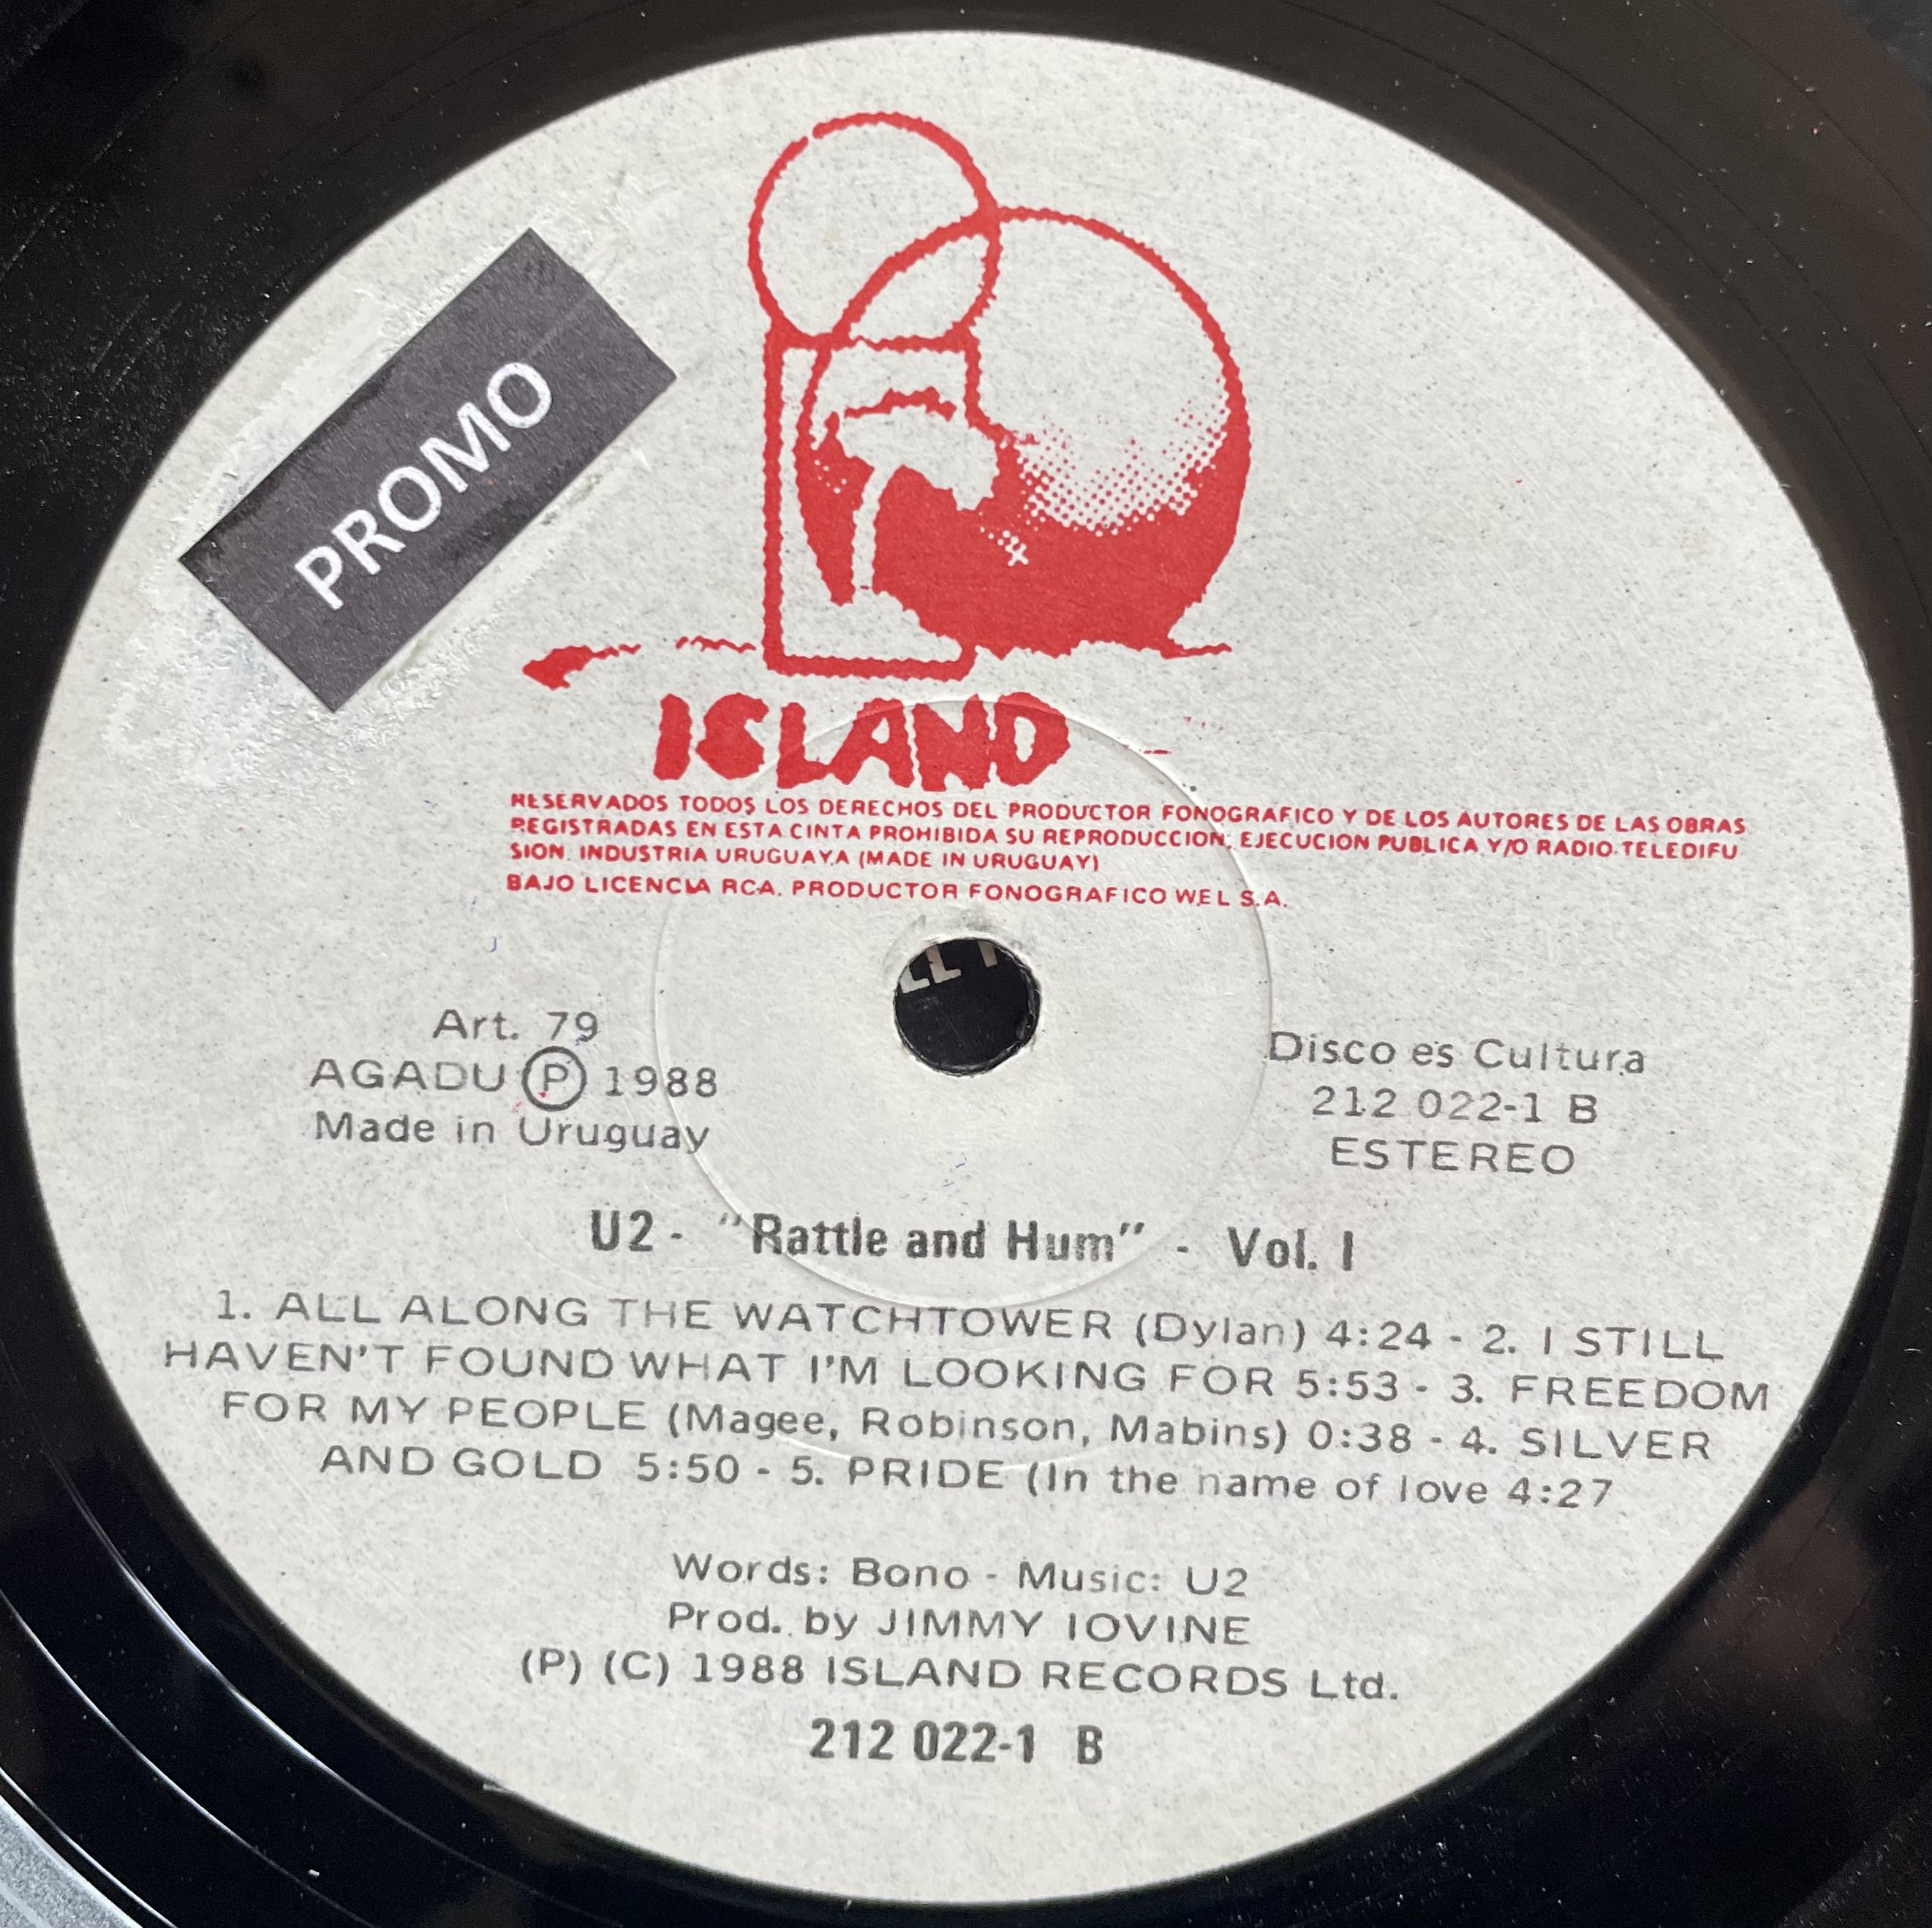 PROMO
ISLAND
RESERVADOS TODOS LOS DERECHOS DEL PRODUCTOR FONOGRAFICO Y DE LOS AUTORES DE LAS OBRAS
REGISTRADAS EN ESTA CINTA PROHIBIDA SU REPRODUCCION, EJECUCION PUBLICA Y/O RADIO TELEDIFU
SION. INDUSTRIA URUGUAYA (MADE IN URUGUAY)
BAJO LICENCIA RCA. PRODUCTOR FONOGRAFICO WEL S.A.
Art. 79
AGADU Ⓟ 1988
Made in Uruguay
Disco es Cultura
212 022-1 B
ESTEREO
U2 - "Rattle and Hum" - Vol. I
1. ALL ALONG THE WATCHTOWER (Dylan) 4:24 - 2. I STILL
HAVEN'T FOUND WHAT I'M LOOKING FOR 5:53 - 3. FREEDOM
FOR MY PEOPLE (Magee, Robinson, Mabins) 0:38 - 4. SILVER
AND GOLD 5:50 - 5. PRIDE (In the name of love 4:27
Words: Bono - Music: U2
Prod. by JIMMY IOVINE
(P) (C) 1988 ISLAND RECORDS Ltd.
212 022-1 B